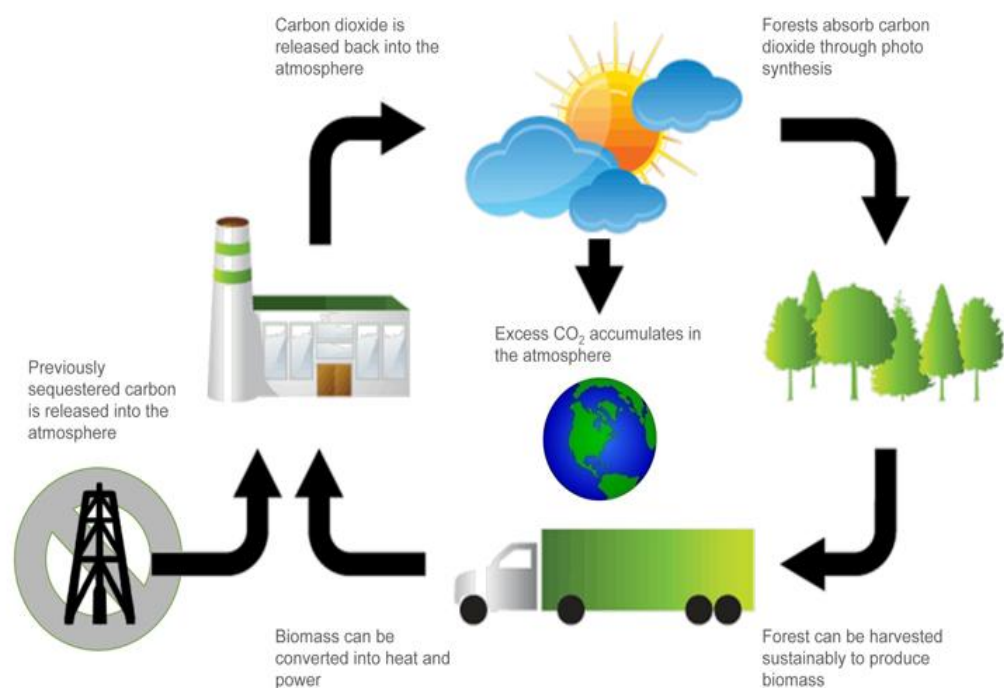 Carbon dioxide is
released back into the
atmosphere
Forests absorb carbon
dioxide through photo
synthesis
Excess CO₂ accumulates in
the atmosphere
Previously
sequestered carbon
is released into the
atmosphere
Biomass can be
converted into heat and
power
Forest can be harvested
sustainably to produce
biomass